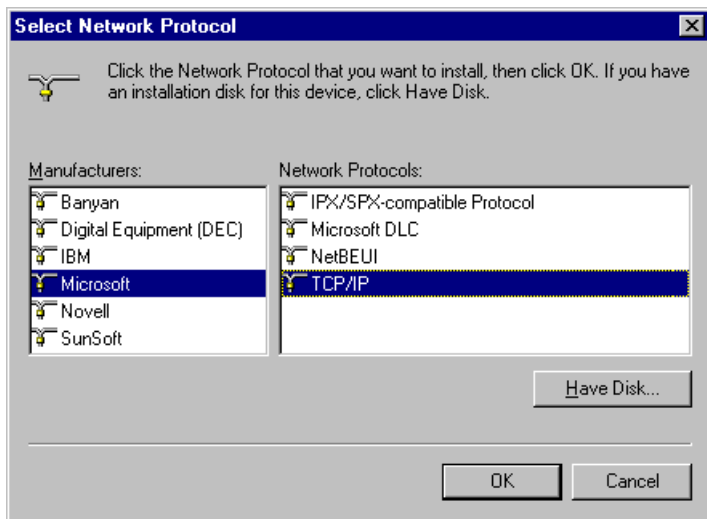 Select Network Protocol
Click the Network Protocol that you want to install, then click OK. If you have
an installation disk for this device, click Have Disk.
Manufacturers:
Banyan
Digital Equipment (DEC)
IBM
Microsoft
Novell
SunSoft
Network Protocols:
IPX/SPX-compatible Protocol
Microsoft DLC
NetBEUI
TCP/IP
Have Disk...
OK
Cancel